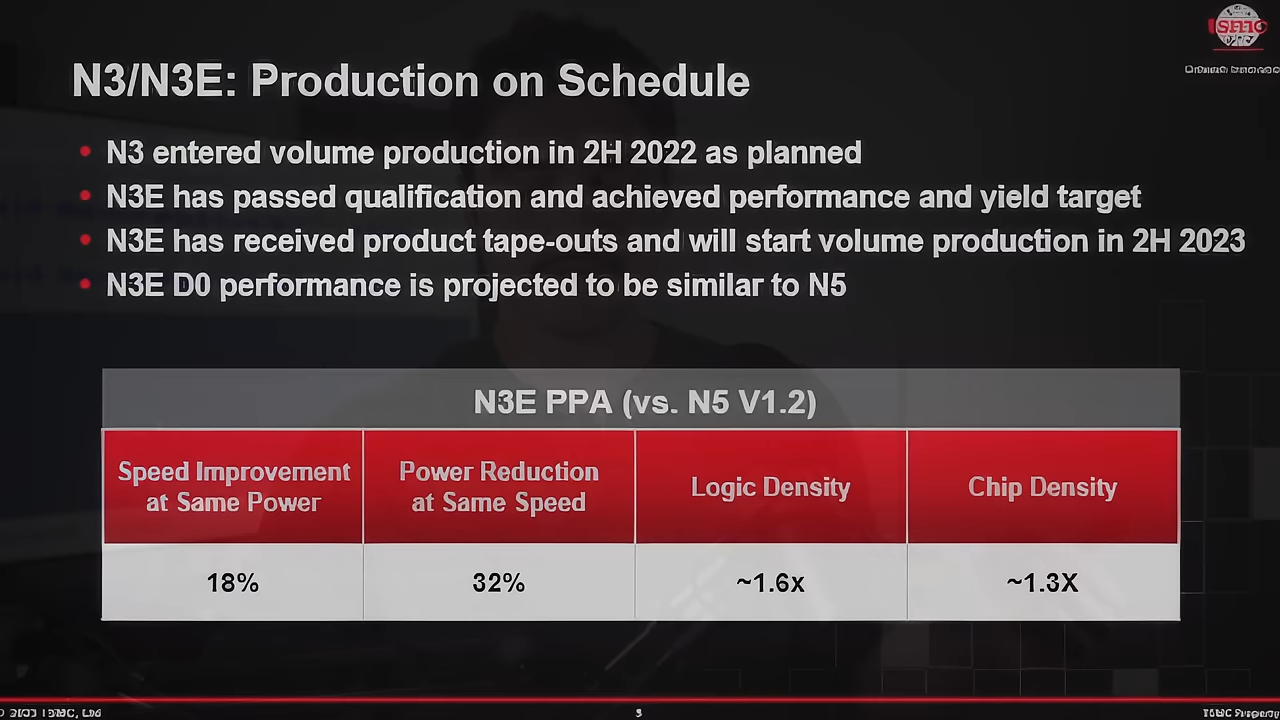 N3/N3E: Production on Schedule
• N3 entered volume production in 2H 2022 as planned
• N3E has passed qualification and achieved performance and yield target
• N3E has received product tape-outs and will start volume production in 2H 2023
• N3E D0 performance is projected to be similar to N5
N3E PPA (vs. N5 V1.2)
Speed Improvement
at Same Power
Power Reduction
at Same Speed
Logic Density
Chip Density
18%
32%
~1.6x
~1.3X